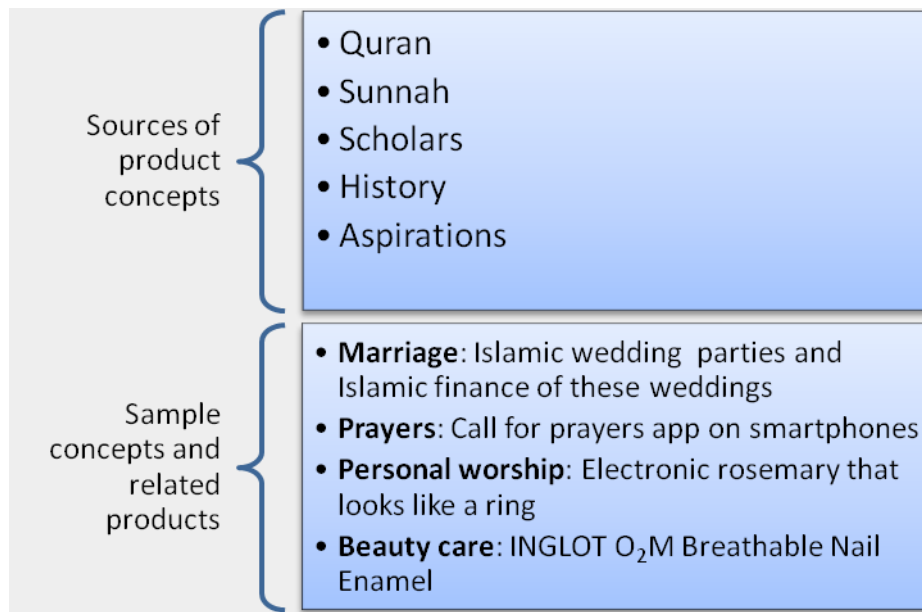 Sources of
product
concepts
• Quran
• Sunnah
• Scholars
• History
• Aspirations
Sample
concepts and
related
products
• Marriage: Islamic wedding parties and
Islamic finance of these weddings
• Prayers: Call for prayers app on smartphones
• Personal worship: Electronic rosemary that
looks like a ring
• Beauty care: INGLOT O₂M Breathable Nail
Enamel